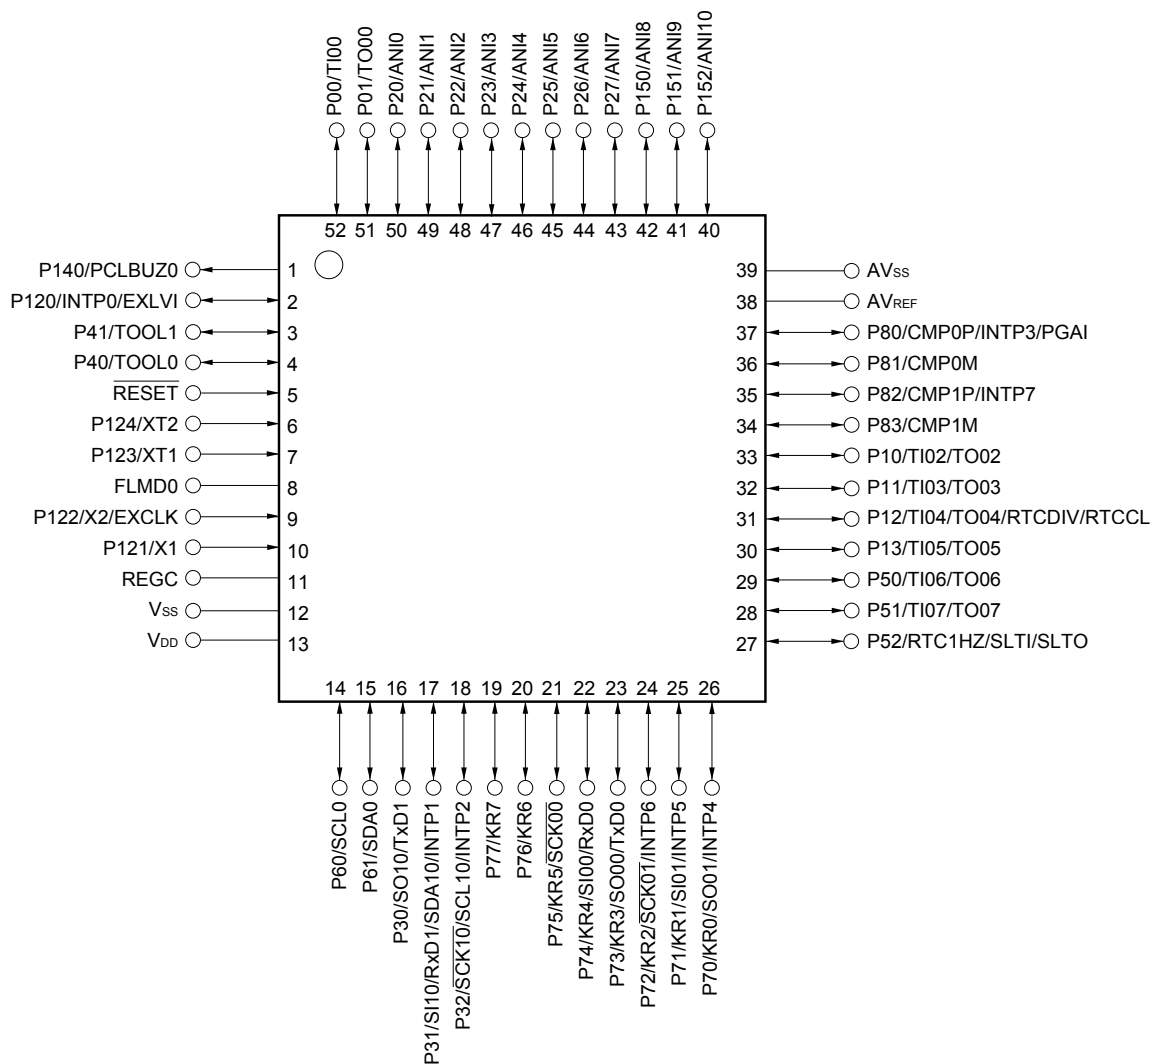 P00/TI00
P01/TO00
P20/ANI0
P21/ANI1
P22/ANI2
P23/ANI3
P24/ANI4
P25/ANI5
P26/ANI6
P27/ANI7
P150/ANI8
P151/ANI9
P152/ANI10
52 51 50 49 48 47 46 45 44 43 42 41 40
P140/PCLBUZ0 1
P120/INTP0/EXLVI 2
P41/TOOL1 3
P40/TOOL0 4
RESET 5
P124/XT2 6
P123/XT1 7
FLMD0 8
P122/X2/EXCLK 9
P121/X1 10
REGC 11
VSS 12
VDD 13
39 AVSS
38 AVREF
37 P80/CMP0P/INTP3/PGAI
36 P81/CMP0M
35 P82/CMP1P/INTP7
34 P83/CMP1M
33 P10/TI02/TO02
32 P11/TI03/TO03
31 P12/TI04/TO04/RTCDIV/RTCCL
30 P13/TI05/TO05
29 P50/TI06/TO06
28 P51/TI07/TO07
27 P52/RTC1HZ/SLTI/SLTO
14 15 16 17 18 19 20 21 22 23 24 25 26
P60/SCL0
P61/SDA0
P30/SO10/TxD1
P31/SI10/RxD1/SDA10/INTP1
P32/SCK10/SCL10/INTP2
P77/KR7
P76/KR6
P75/KR5/SCK00
P74/KR4/SI00/RxD0
P73/KR3/SO00/TxD0
P72/KR2/SCK01/INTP6
P71/KR1/SI01/INTP5
P70/KR0/SO01/INTP4